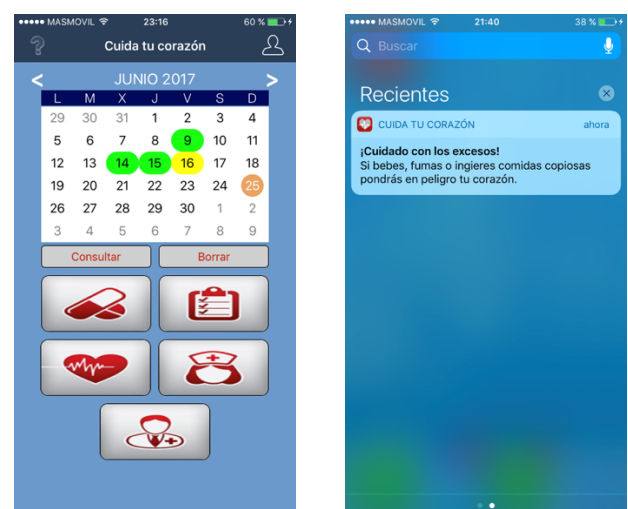 MASMOVIL 23:16 60 %
? Cuida tu corazón
< JUNIO 2017 >
L M X J V S D
29 30 31 1 2 3 4
5 6 7 8 9 10 11
12 13 14 15 16 17 18
19 20 21 22 23 24 25
26 27 28 29 30 1 2
3 4 5 6 7 8 9
Consultar Borrar
MASMOVIL 21:40 38 %
Buscar
Recientes
CUIDA TU CORAZÓN ahora
¡Cuidado con los excesos!
Si bebes, fumas o ingieres comidas copiosas
pondrás en peligro tu corazón.